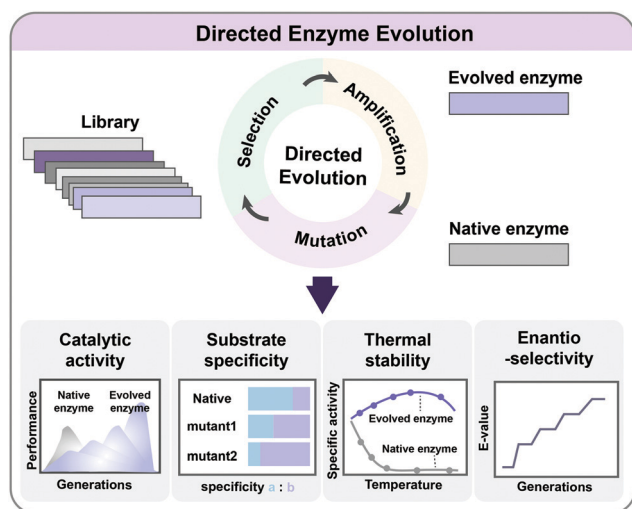 Directed Enzyme Evolution
Library
Selection
Amplification
Mutation
Directed
Evolution
Evolved enzyme
Native enzyme
Catalytic
activity
Performance
Native
enzyme
Evolved
enzyme
Generations
Substrate
specificity
Native
mutant1
mutant2
specificity a : b
Thermal
stability
Specific activity
Evolved enzyme
Native enzyme
Temperature
Enantio
-selectivity
E-value
Generations